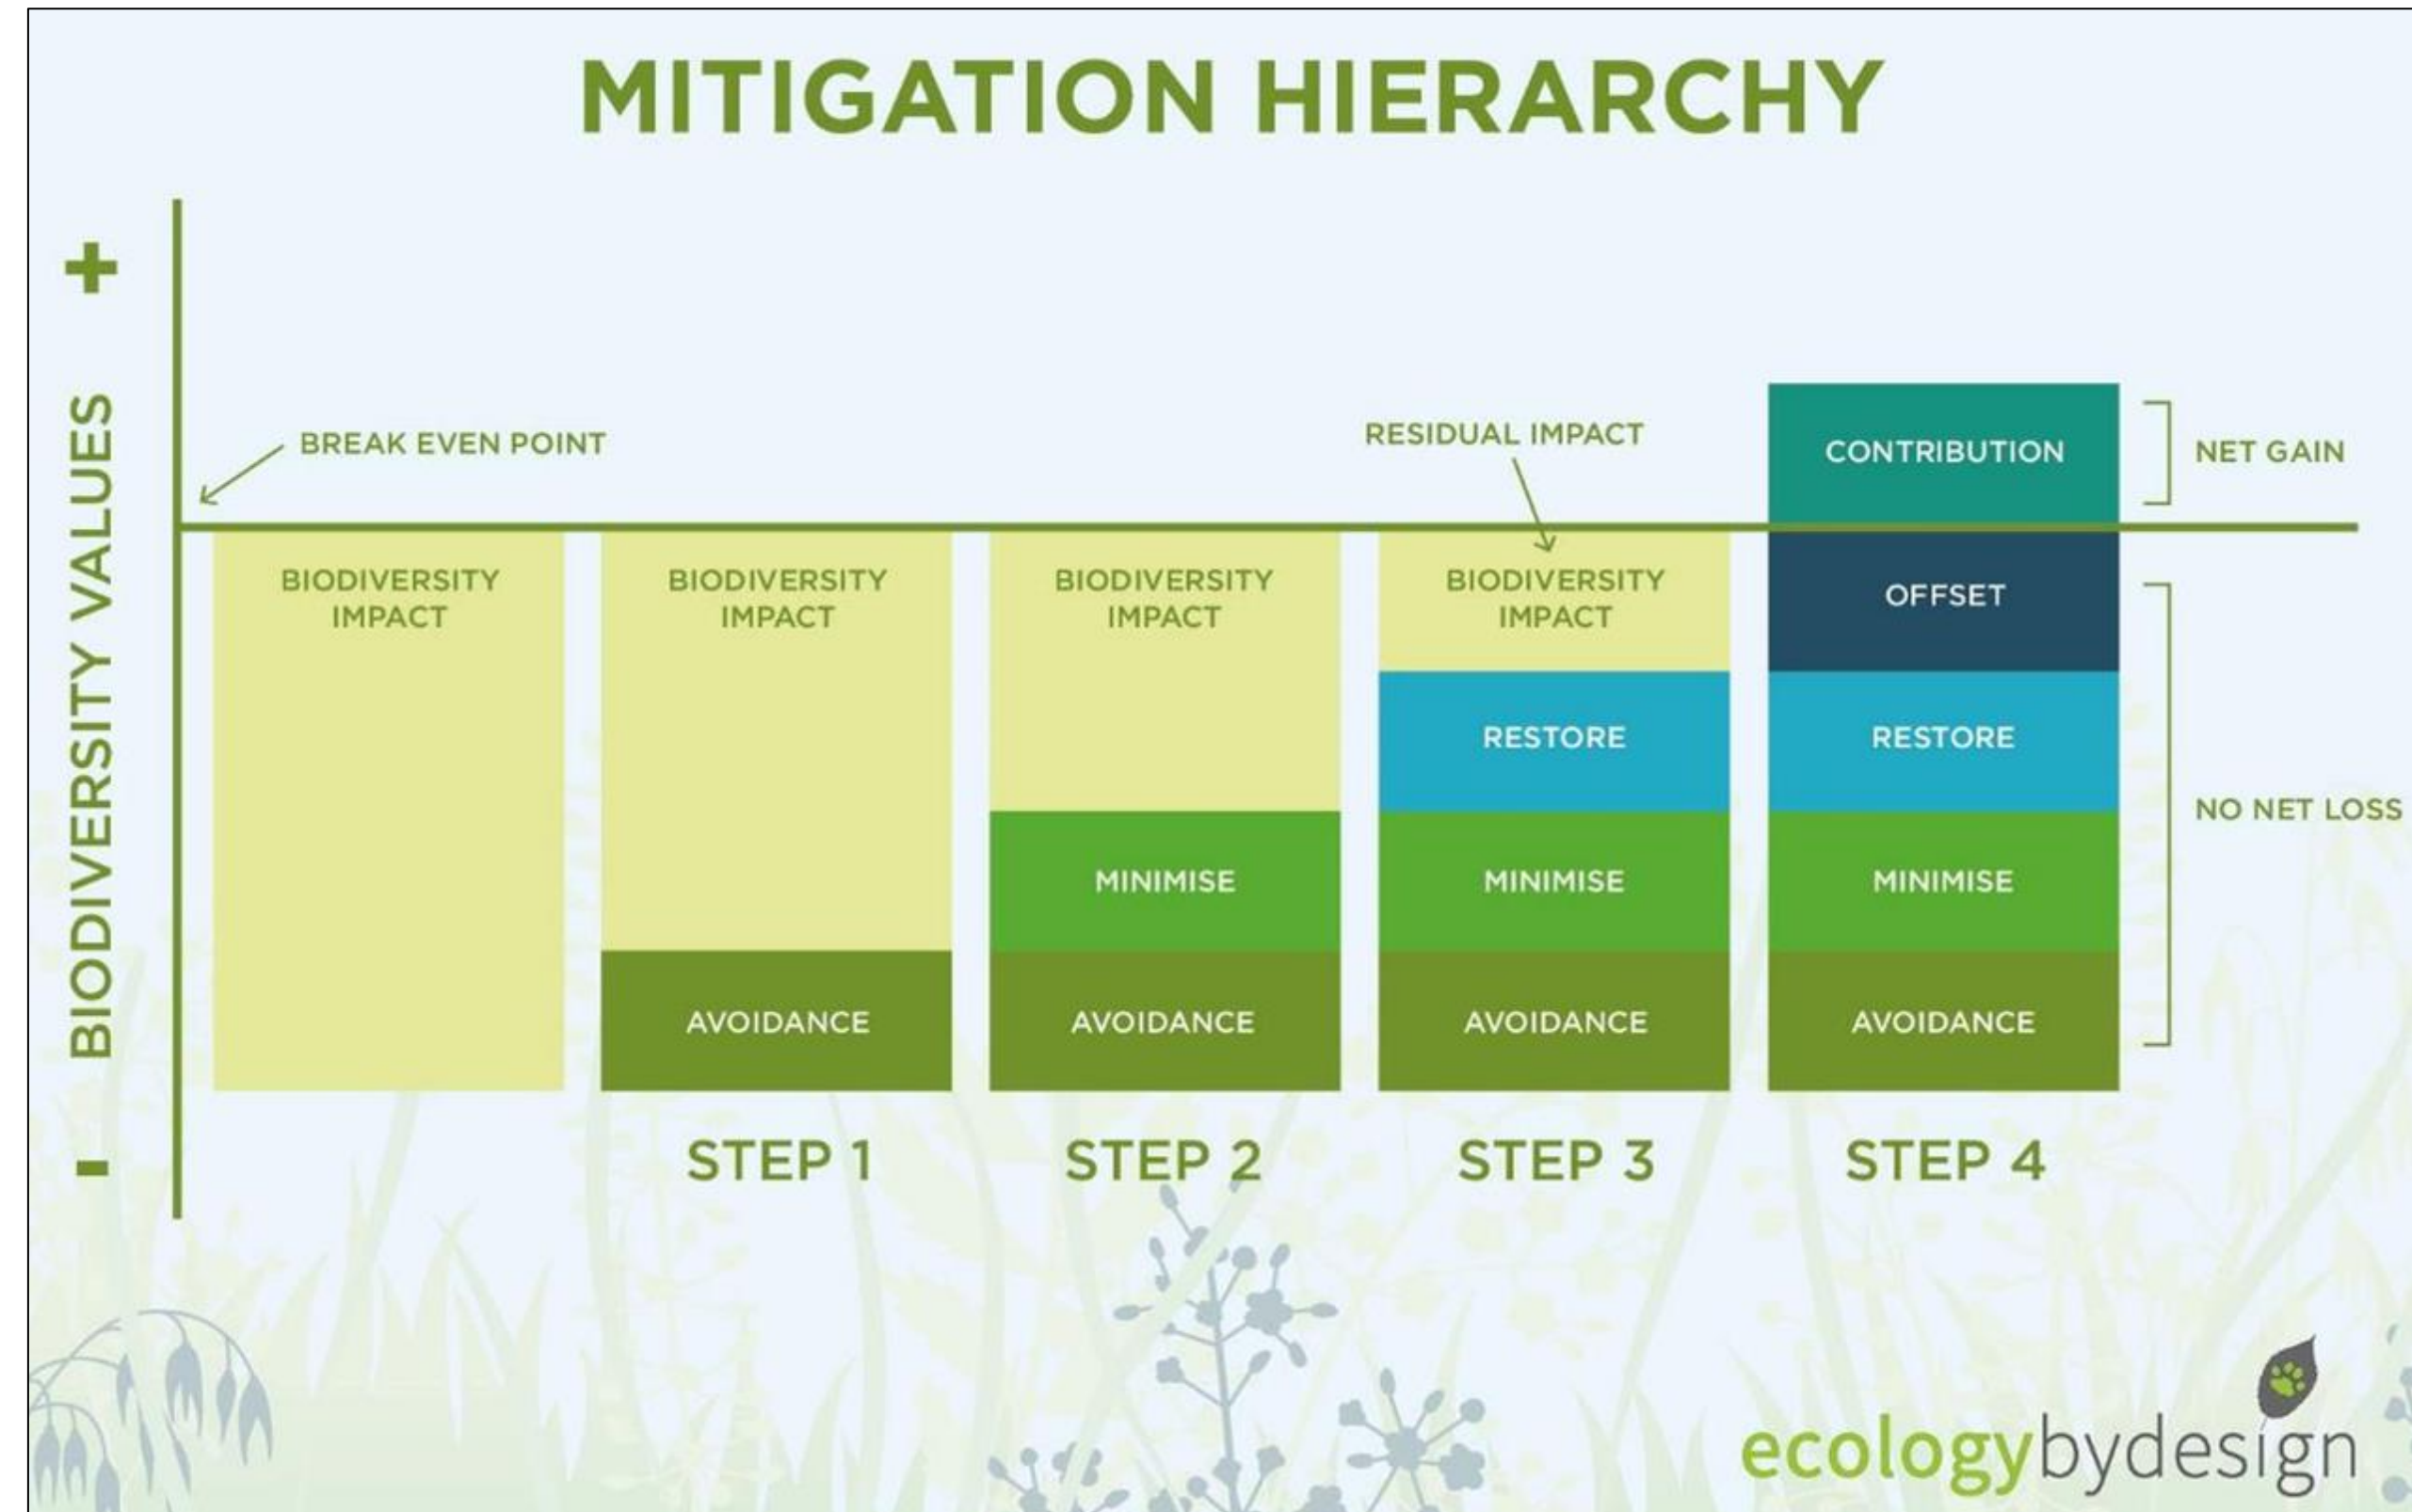 MITIGATION HIERARCHY
+
BIODIVERSITY VALUES
-
BREAK EVEN POINT
RESIDUAL IMPACT
BIODIVERSITY
IMPACT
BIODIVERSITY
IMPACT
AVOIDANCE
BIODIVERSITY
IMPACT
MINIMISE
AVOIDANCE
BIODIVERSITY
IMPACT
RESTORE
MINIMISE
AVOIDANCE
CONTRIBUTION
OFFSET
RESTORE
MINIMISE
AVOIDANCE
NET GAIN
NO NET LOSS
STEP 1
STEP 2
STEP 3
STEP 4
ecologybydesign